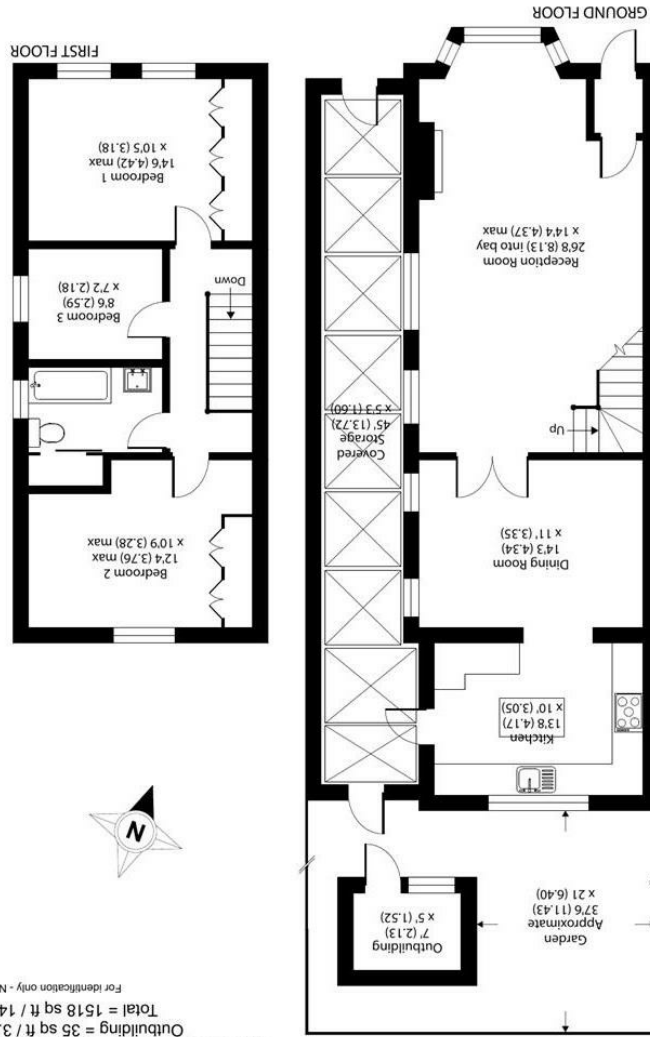 Outbuilding = 35 sq ft / 3.
Total = 1518 sq ft / 14
For identification only - N
Garden
Approximate
37'6 (11.43)
x 21 (6.40)
Outbuilding
7' (2.13)
x 5' (1.52)
N
Kitchen
13'8 (4.17)
x 10' (3.05)
Dining Room
14'3 (4.34)
x 11' (3.35)
Up
Covered
Storage
45' (13.72)
x 5'3 (1.60)
Reception Room
26'8 (8.13) into bay
x 14'4 (4.37) max
GROUND FLOOR
Bedroom 2
12'4 (3.76) max
x 10'9 (3.28) max
Down
Bedroom 3
8'6 (2.59)
x 7'2 (2.18)
Bedroom 1
14'6 (4.42) max
x 10'5 (3.18)
FIRST FLOOR